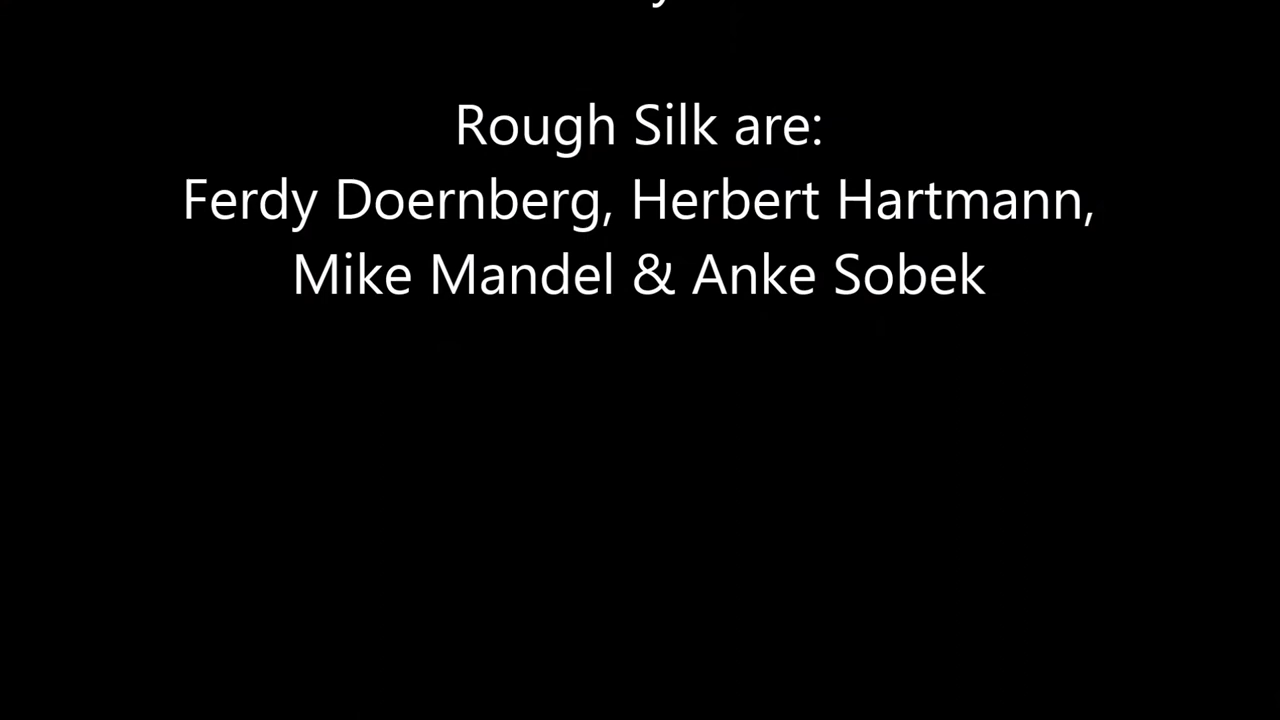 Rough Silk are:
Ferdy Doernberg, Herbert Hartmann,
Mike Mandel & Anke Sobek